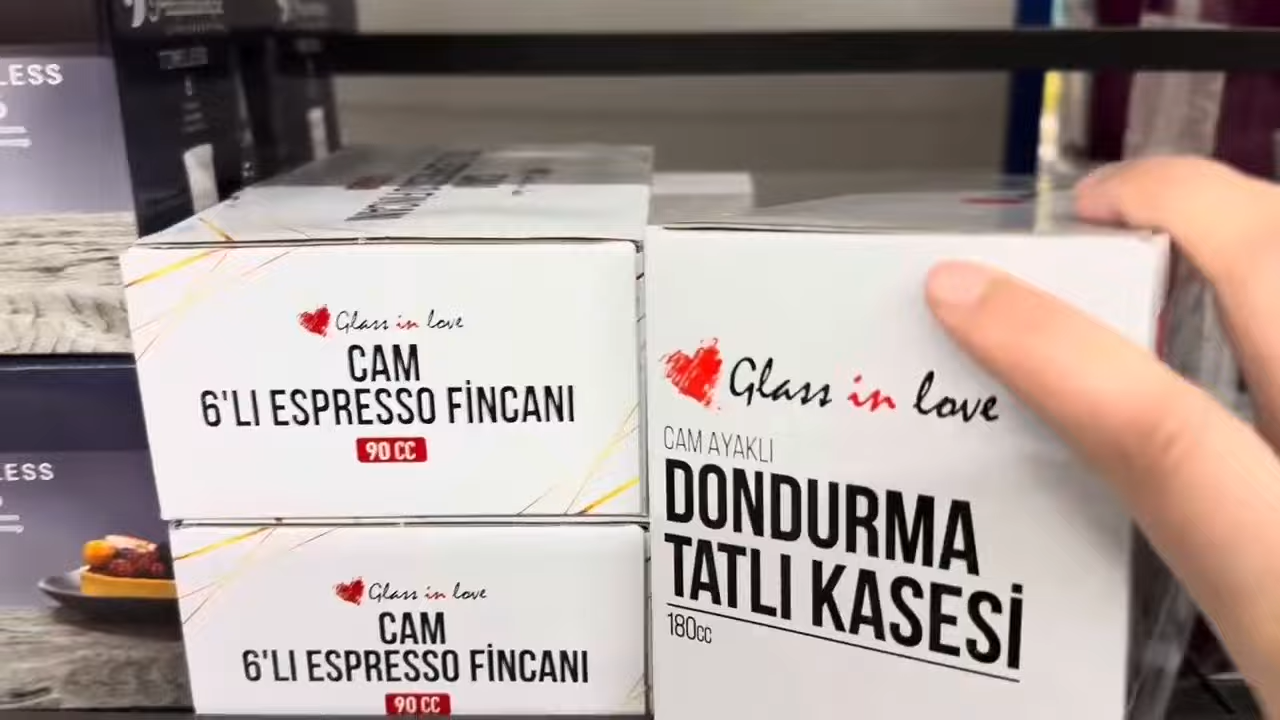 LESS
Glass in love
CAM
6'LI ESPRESSO FİNCANI
90 CC
Glass in love
CAM AYAKLI
DONDURMA
TATLI KASESİ
180cc
LESS
Glass in love
CAM
6'LI ESPRESSO FİNCANI
90 CC